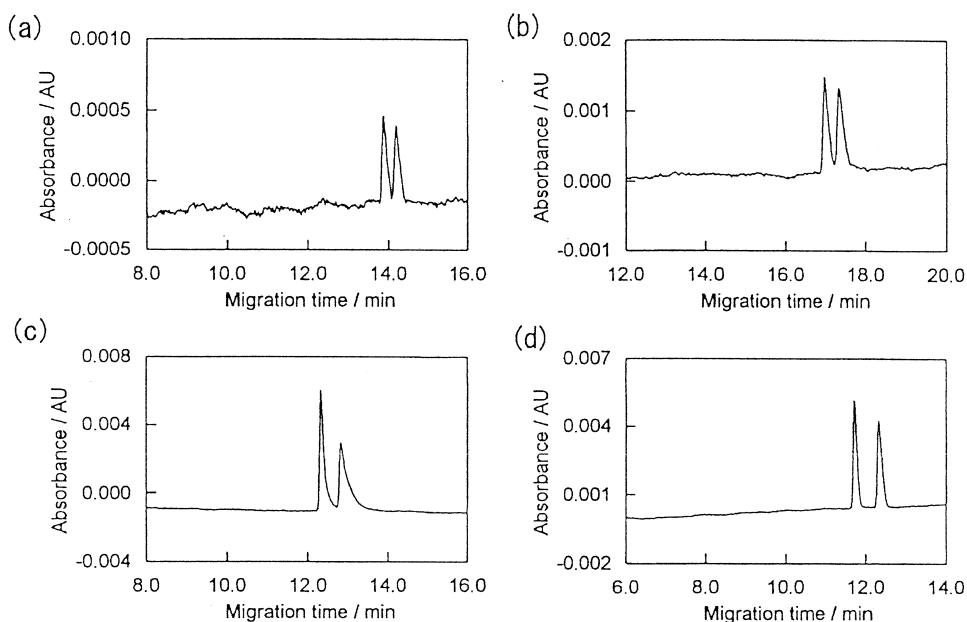 (a)
0.0010
0.0005
0.0000
-0.0005
Absorbance / AU
8.0 10.0 12.0 14.0 16.0
Migration time / min
(b)
0.002
0.001
0.000
-0.001
Absorbance / AU
12.0 14.0 16.0 18.0 20.0
Migration time / min
(c)
0.008
0.004
0.000
-0.004
Absorbance / AU
8.0 10.0 12.0 14.0 16.0
Migration time / min
(d)
0.007
0.004
0.001
-0.002
Absorbance / AU
6.0 8.0 10.0 12.0 14.0
Migration time / min